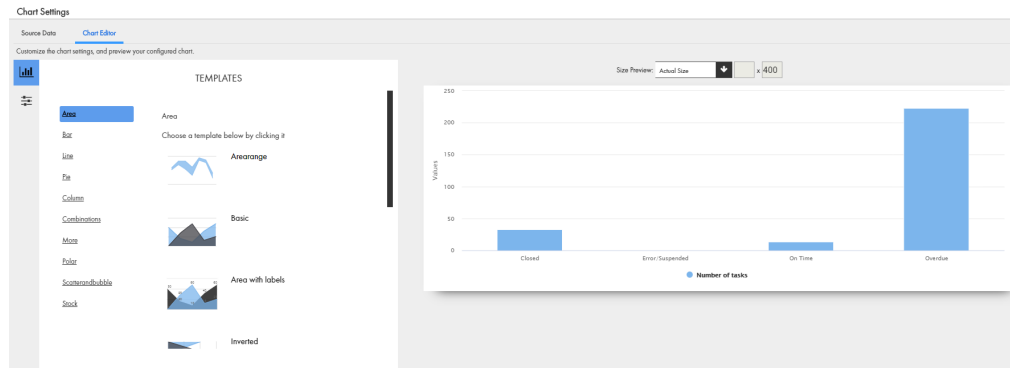 Chart Settings
Source Data
Chart Editor
Customize the chart settings, and preview your configured chart.
TEMPLATES
Area
Bar
Line
Pie
Column
Combinations
More
Polar
Scatterandbubble
Stock
Area
Choose a template below by clicking it
Arearange
Basic
Area with labels
Inverted
Size Preview: Actual Size x 400
250
200
150
100
50
0
Values
Closed Error/Suspended On Time Overdue
Number of tasks